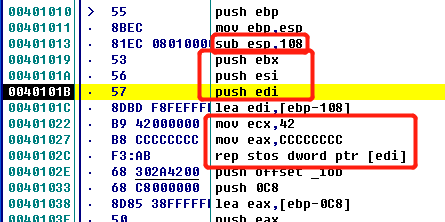 00401010 > 55 push ebp
00401011 . 8BEC mov ebp,esp
00401013 . 81EC 08010000 sub esp,108
00401019 . 53 push ebx
0040101A . 56 push esi
0040101B . 57 push edi
0040101C . 8DBD F8FEFFFF lea edi,[ebp-108]
00401022 . B9 42000000 mov ecx,42
00401027 . B8 CCCCCCCC mov eax,CCCCCCCC
0040102C . F3:AB rep stos dword ptr [edi]
0040102E . 68 302A4200 push offset _iob
00401033 . 68 C8000000 push 0C8
00401038 . 8D85 38FFFFFF lea eax,[ebp-0C8]
0040103E . 50 push eax